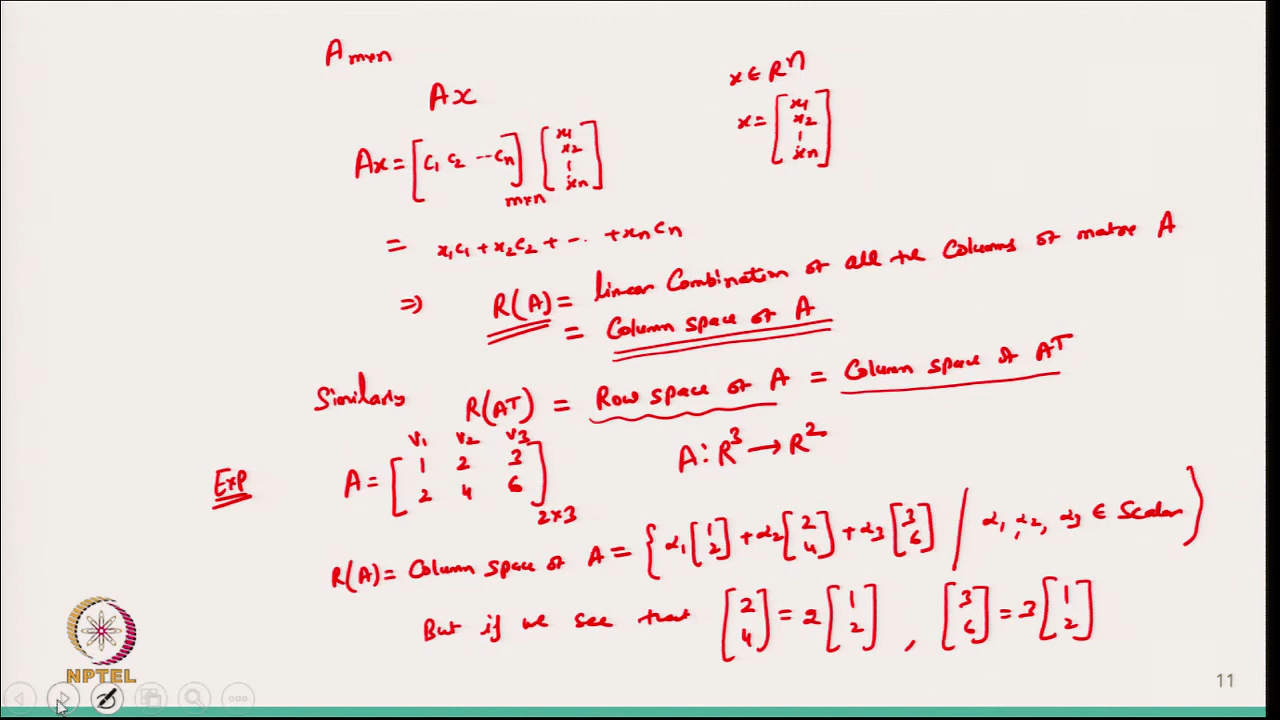 A m×n
Ax
x ∈ R^n
x = [x1 x2 ⋮ xn]
Ax = [c1 c2 --- cn] m×n [x1 x2 ⋮ xn]
= x1c1 + x2c2 + -- · + xncn
⇒ R(A) = linear Combination of all the Columns of matrix A
= Column space of A
Similarly R(AT) = Row space of A = Column space of AT
Exp A = [v1 v2 v3; 1 2 3; 2 4 6] 2×3 A: R^3 → R^2
R(A) = Column space of A = { α1 [1 2] + α2 [2 4] + α3 [3 6] / α1, α2, α3 ∈ Scalar }
But if we see that [2 4] = 2 [1 2] , [3 6] = 3 [1 2]
NPTEL
11